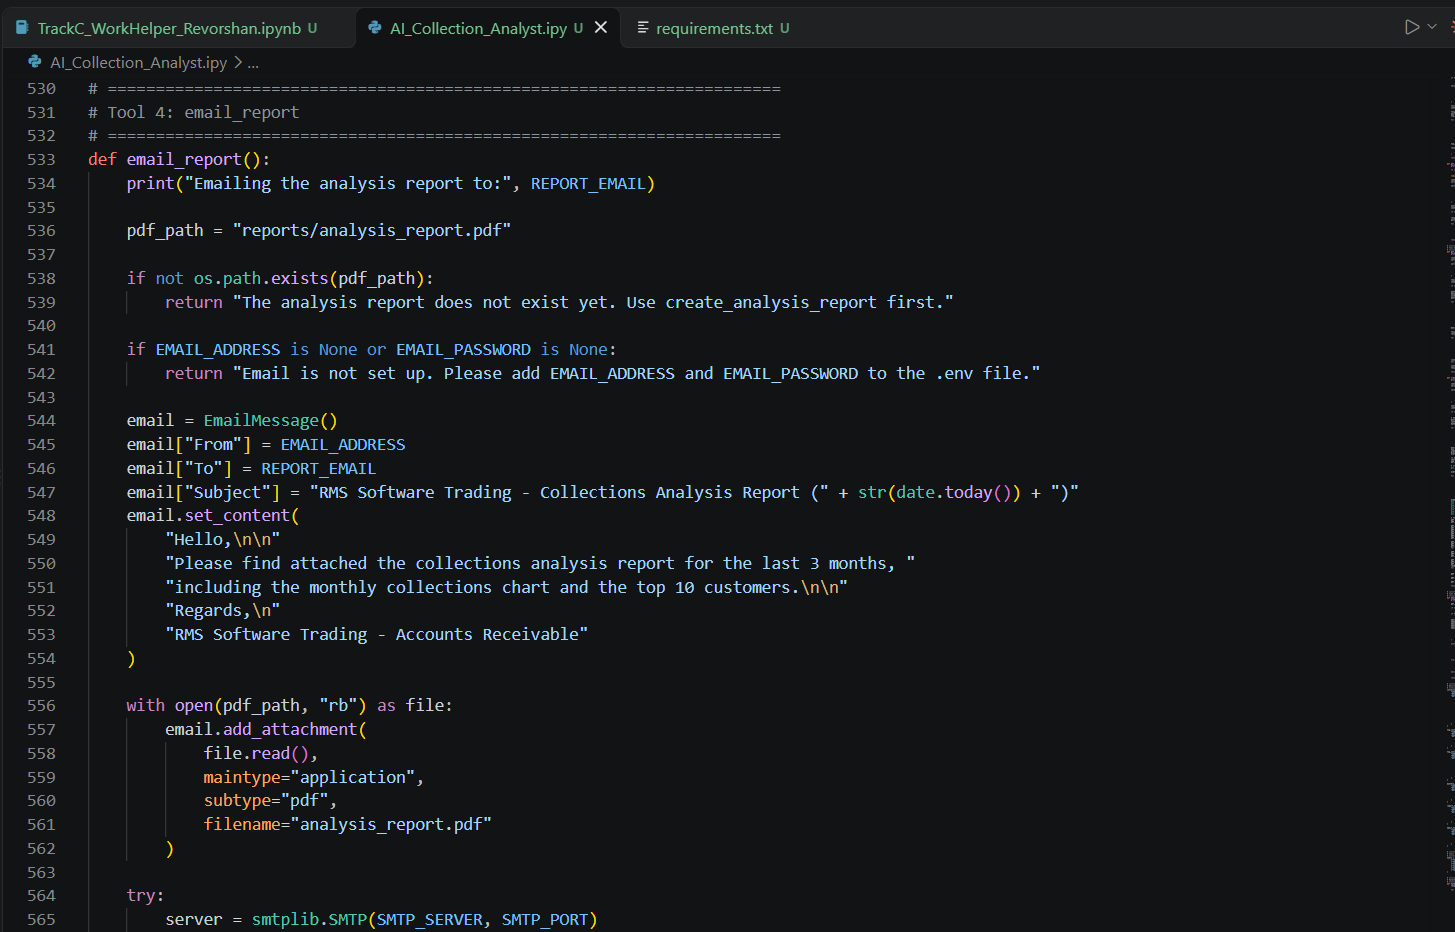 TrackC_WorkHelper_Revorshan.ipynb U
AI_Collection_Analyst.ipy U
requirements.txt U
AI_Collection_Analyst.ipy > ...
530 # ======================================================================
531 # Tool 4: email_report
532 # ======================================================================
533 def email_report():
534     print("Emailing the analysis report to:", REPORT_EMAIL)
535
536     pdf_path = "reports/analysis_report.pdf"
537
538     if not os.path.exists(pdf_path):
539         return "The analysis report does not exist yet. Use create_analysis_report first."
540
541     if EMAIL_ADDRESS is None or EMAIL_PASSWORD is None:
542         return "Email is not set up. Please add EMAIL_ADDRESS and EMAIL_PASSWORD to the .env file."
543
544     email = EmailMessage()
545     email["From"] = EMAIL_ADDRESS
546     email["To"] = REPORT_EMAIL
547     email["Subject"] = "RMS Software Trading - Collections Analysis Report (" + str(date.today()) + ")"
548     email.set_content(
549         "Hello,\n\n"
550         "Please find attached the collections analysis report for the last 3 months, "
551         "including the monthly collections chart and the top 10 customers.\n\n"
552         "Regards,\n"
553         "RMS Software Trading - Accounts Receivable"
554     )
555
556     with open(pdf_path, "rb") as file:
557         email.add_attachment(
558             file.read(),
559             maintype="application",
560             subtype="pdf",
561             filename="analysis_report.pdf"
562         )
563
564     try:
565         server = smtplib.SMTP(SMTP_SERVER, SMTP_PORT)